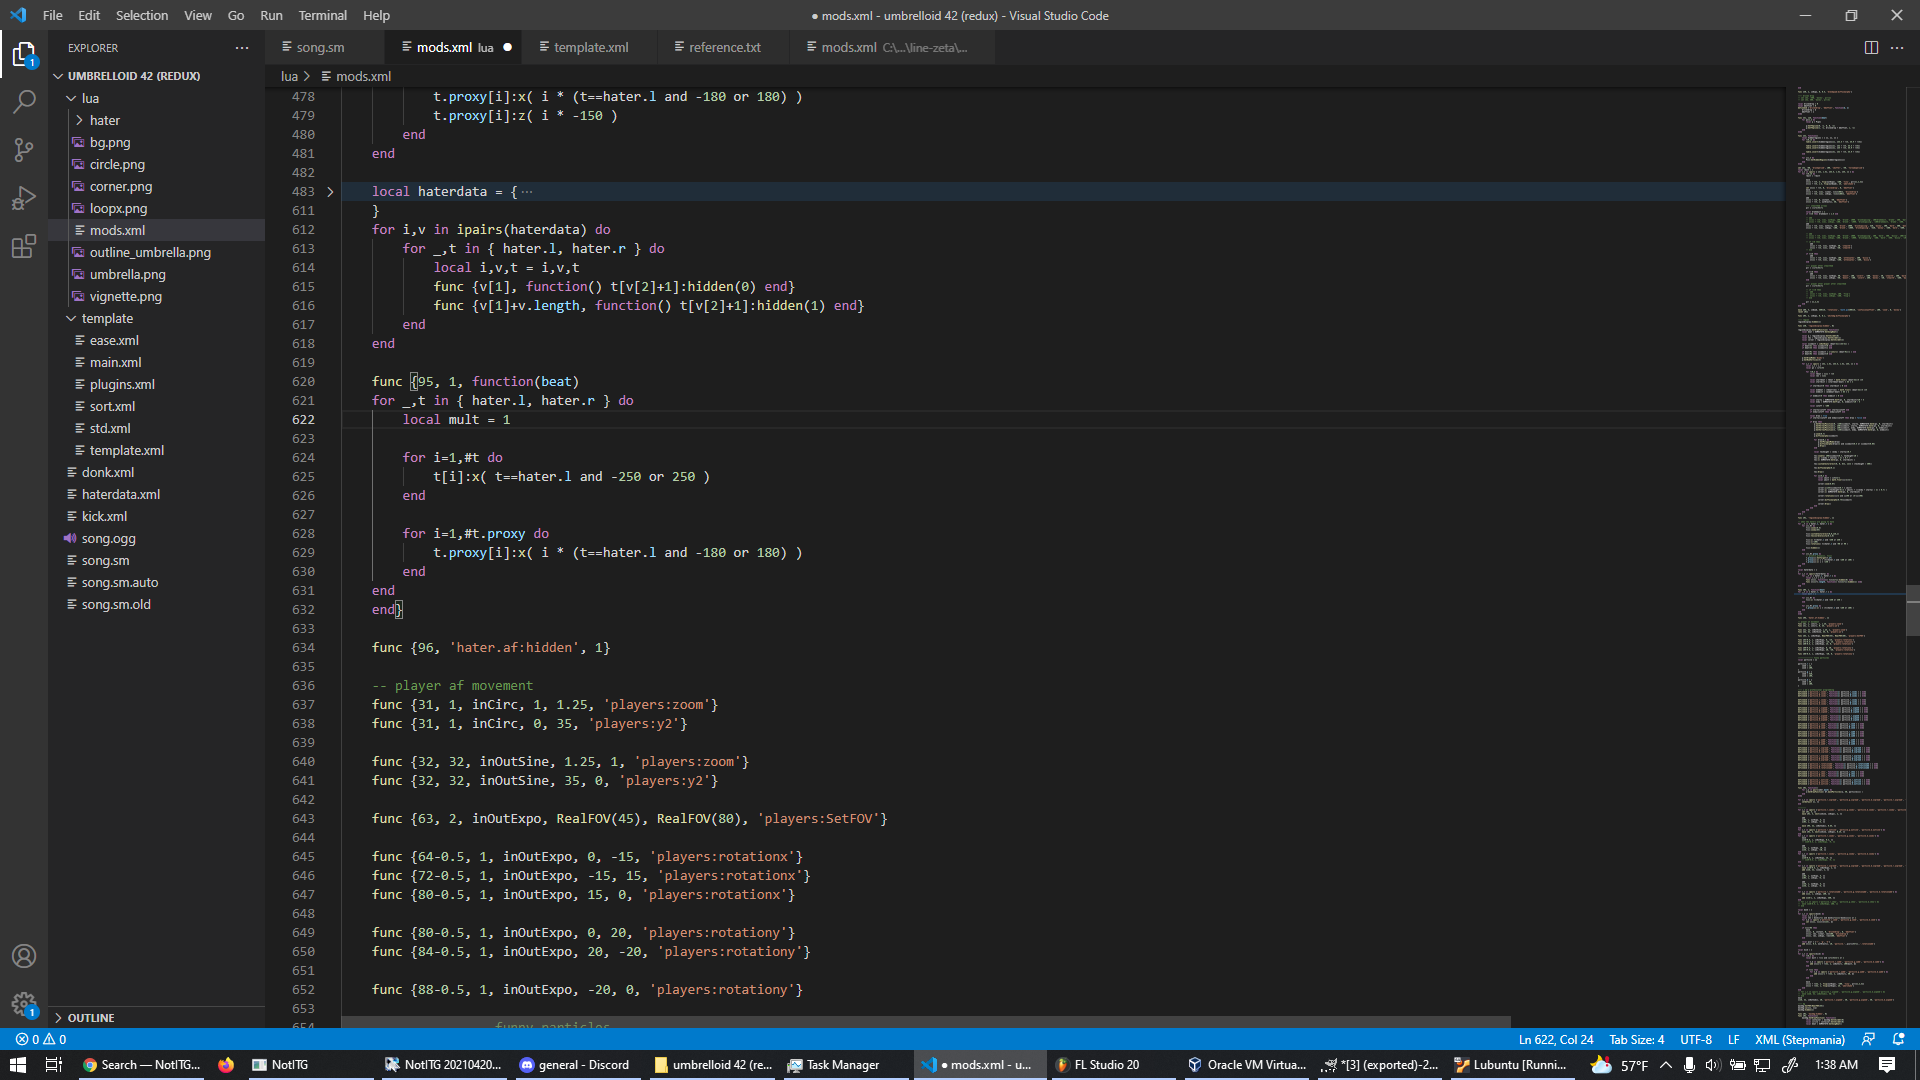 File Edit Selection View Go Run Terminal Help ● mods.xml - umbrelloid 42 (redux) - Visual Studio Code
EXPLORER ···
song.sm mods.xml lua ● template.xml reference.txt mods.xml C:\...\line-zeta\...
lua > mods.xml
UMBRELLOID 42 (REDUX)
lua
hater
bg.png
circle.png
corner.png
loopx.png
mods.xml
outline_umbrella.png
umbrella.png
vignette.png
template
ease.xml
main.xml
plugins.xml
sort.xml
std.xml
template.xml
donk.xml
haterdata.xml
kick.xml
song.ogg
song.sm
song.sm.auto
song.sm.old
OUTLINE
478 t.proxy[i]:x( i * (t==hater.l and -180 or 180) )
479 t.proxy[i]:z( i * -150 )
480 end
481 end
482
483 local haterdata = {···
611 }
612 for i,v in ipairs(haterdata) do
613 for _,t in { hater.l, hater.r } do
614 local i,v,t = i,v,t
615 func {v[1], function() t[v[2]+1]:hidden(0) end}
616 func {v[1]+v.length, function() t[v[2]+1]:hidden(1) end}
617 end
618 end
619
620 func {95, 1, function(beat)
621 for _,t in { hater.l, hater.r } do
622 local mult = 1
623
624 for i=1,#t do
625 t[i]:x( t==hater.l and -250 or 250 )
626 end
627
628 for i=1,#t.proxy do
629 t.proxy[i]:x( i * (t==hater.l and -180 or 180) )
630 end
631 end
632 end}
633
634 func {96, 'hater.af:hidden', 1}
635
636 -- player af movement
637 func {31, 1, inCirc, 1, 1.25, 'players:zoom'}
638 func {31, 1, inCirc, 0, 35, 'players:y2'}
639
640 func {32, 32, inOutSine, 1.25, 1, 'players:zoom'}
641 func {32, 32, inOutSine, 35, 0, 'players:y2'}
642
643 func {63, 2, inOutExpo, RealFOV(45), RealFOV(80), 'players:SetFOV'}
644
645 func {64-0.5, 1, inOutExpo, 0, -15, 'players:rotationx'}
646 func {72-0.5, 1, inOutExpo, -15, 15, 'players:rotationx'}
647 func {80-0.5, 1, inOutExpo, 15, 0, 'players:rotationx'}
648
649 func {80-0.5, 1, inOutExpo, 0, 20, 'players:rotationy'}
650 func {84-0.5, 1, inOutExpo, 20, -20, 'players:rotationy'}
651
652 func {88-0.5, 1, inOutExpo, -20, 0, 'players:rotationy'}
653
654 funny particles
0 0 Ln 622, Col 24 Tab Size: 4 UTF-8 LF XML (Stepmania)
Search — NotITG... NotITG NotITG 20210420... general - Discord umbrelloid 42 (re... Task Manager ● mods.xml - u... FL Studio 20 Oracle VM Virtua... *[3] (exported)-2... Lubuntu [Runni... 57°F 1:38 AM